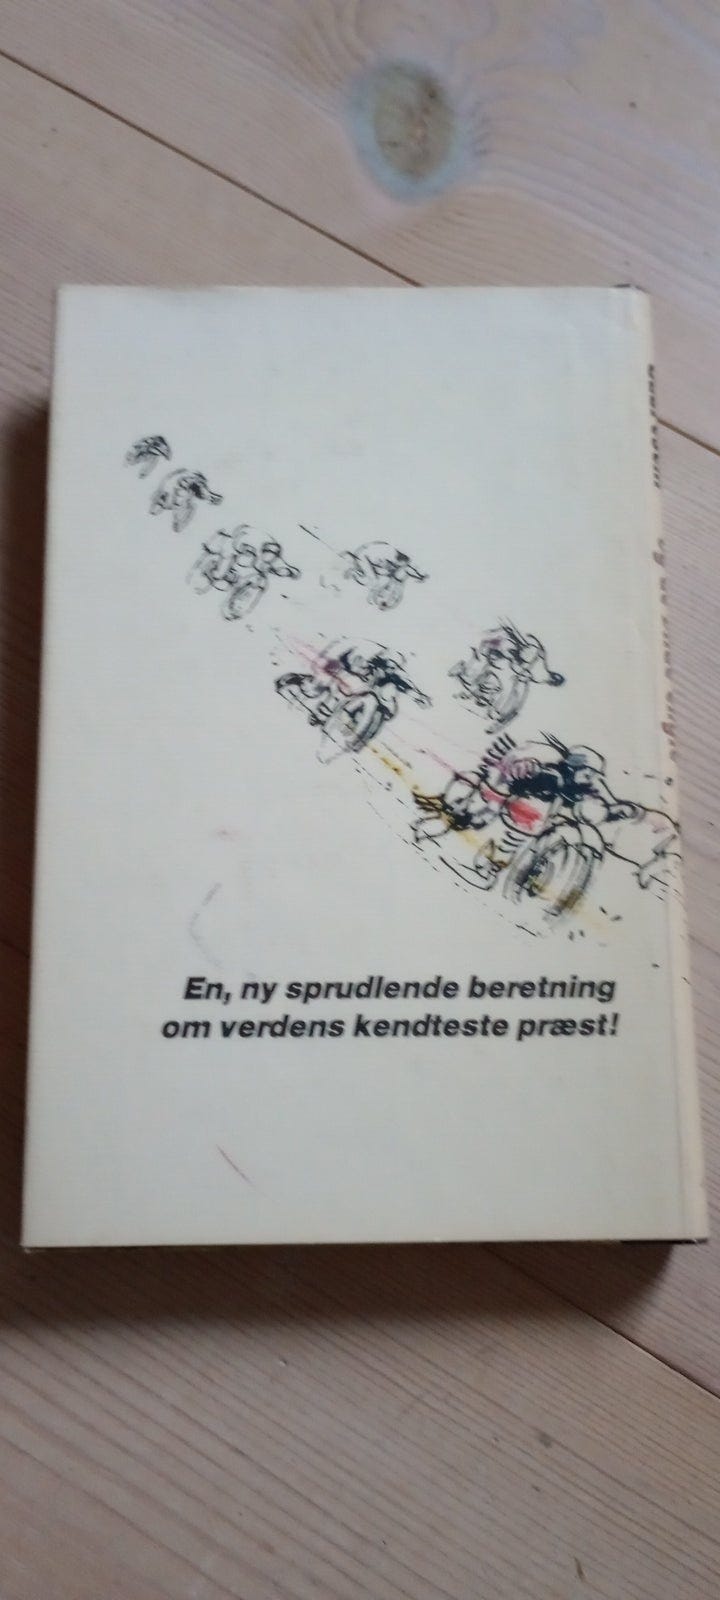 En, ny sprudlende beretning
om verdens kendteste præst!